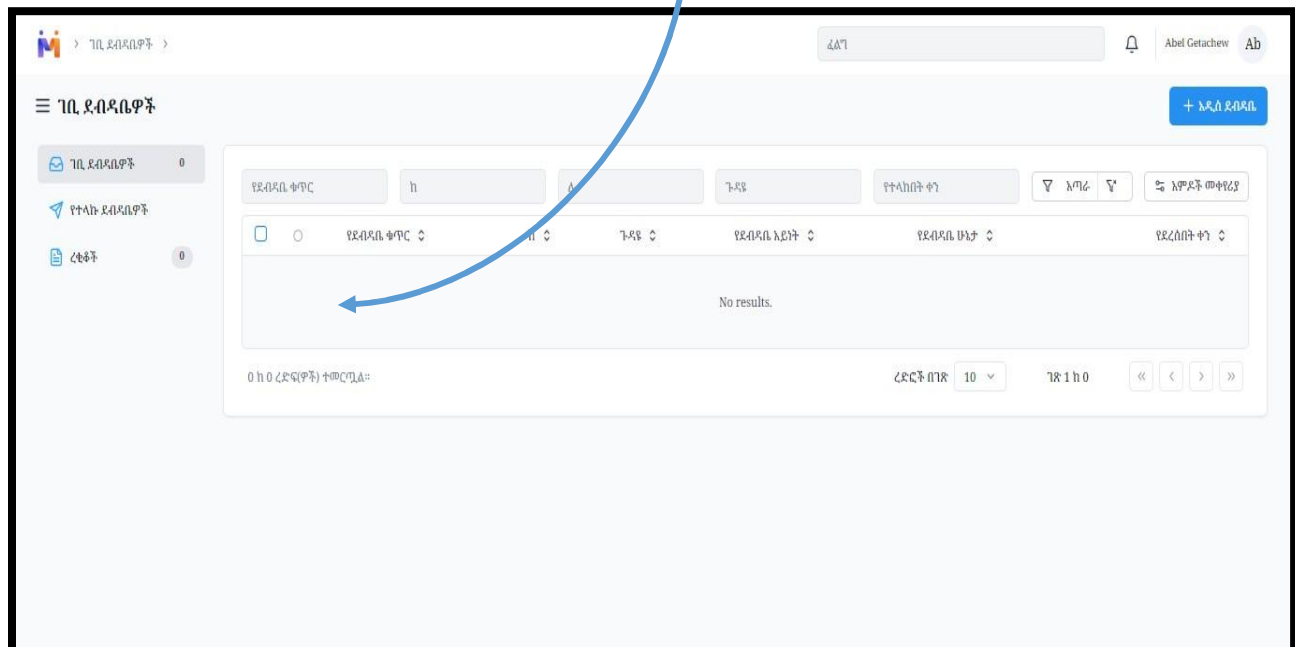 > ገቢ ደብዳቤዎች >
ፈልግ
Abel Getachew Ab
ገቢ ደብዳቤዎች
+ አዲስ ደብዳቤ
ገቢ ደብዳቤዎች 0
የተላኩ ደብዳቤዎች
ረቂቆች 0
የደብዳቤ ቁጥር ከ ለ ጉዳዩ የተላከበት ቀን አጣራ አምዶች መቀየሪያ
የደብዳቤ ቁጥር ከ ጉዳዩ የደብዳቤ አይነት የደብዳቤ ሁኔታ የደረሰበት ቀን
No results.
0 ከ 0 ረድፍ(ዎች) ተመርጧል። ረድፎች በገጽ 10 ገጽ 1 ከ 0 « < > »